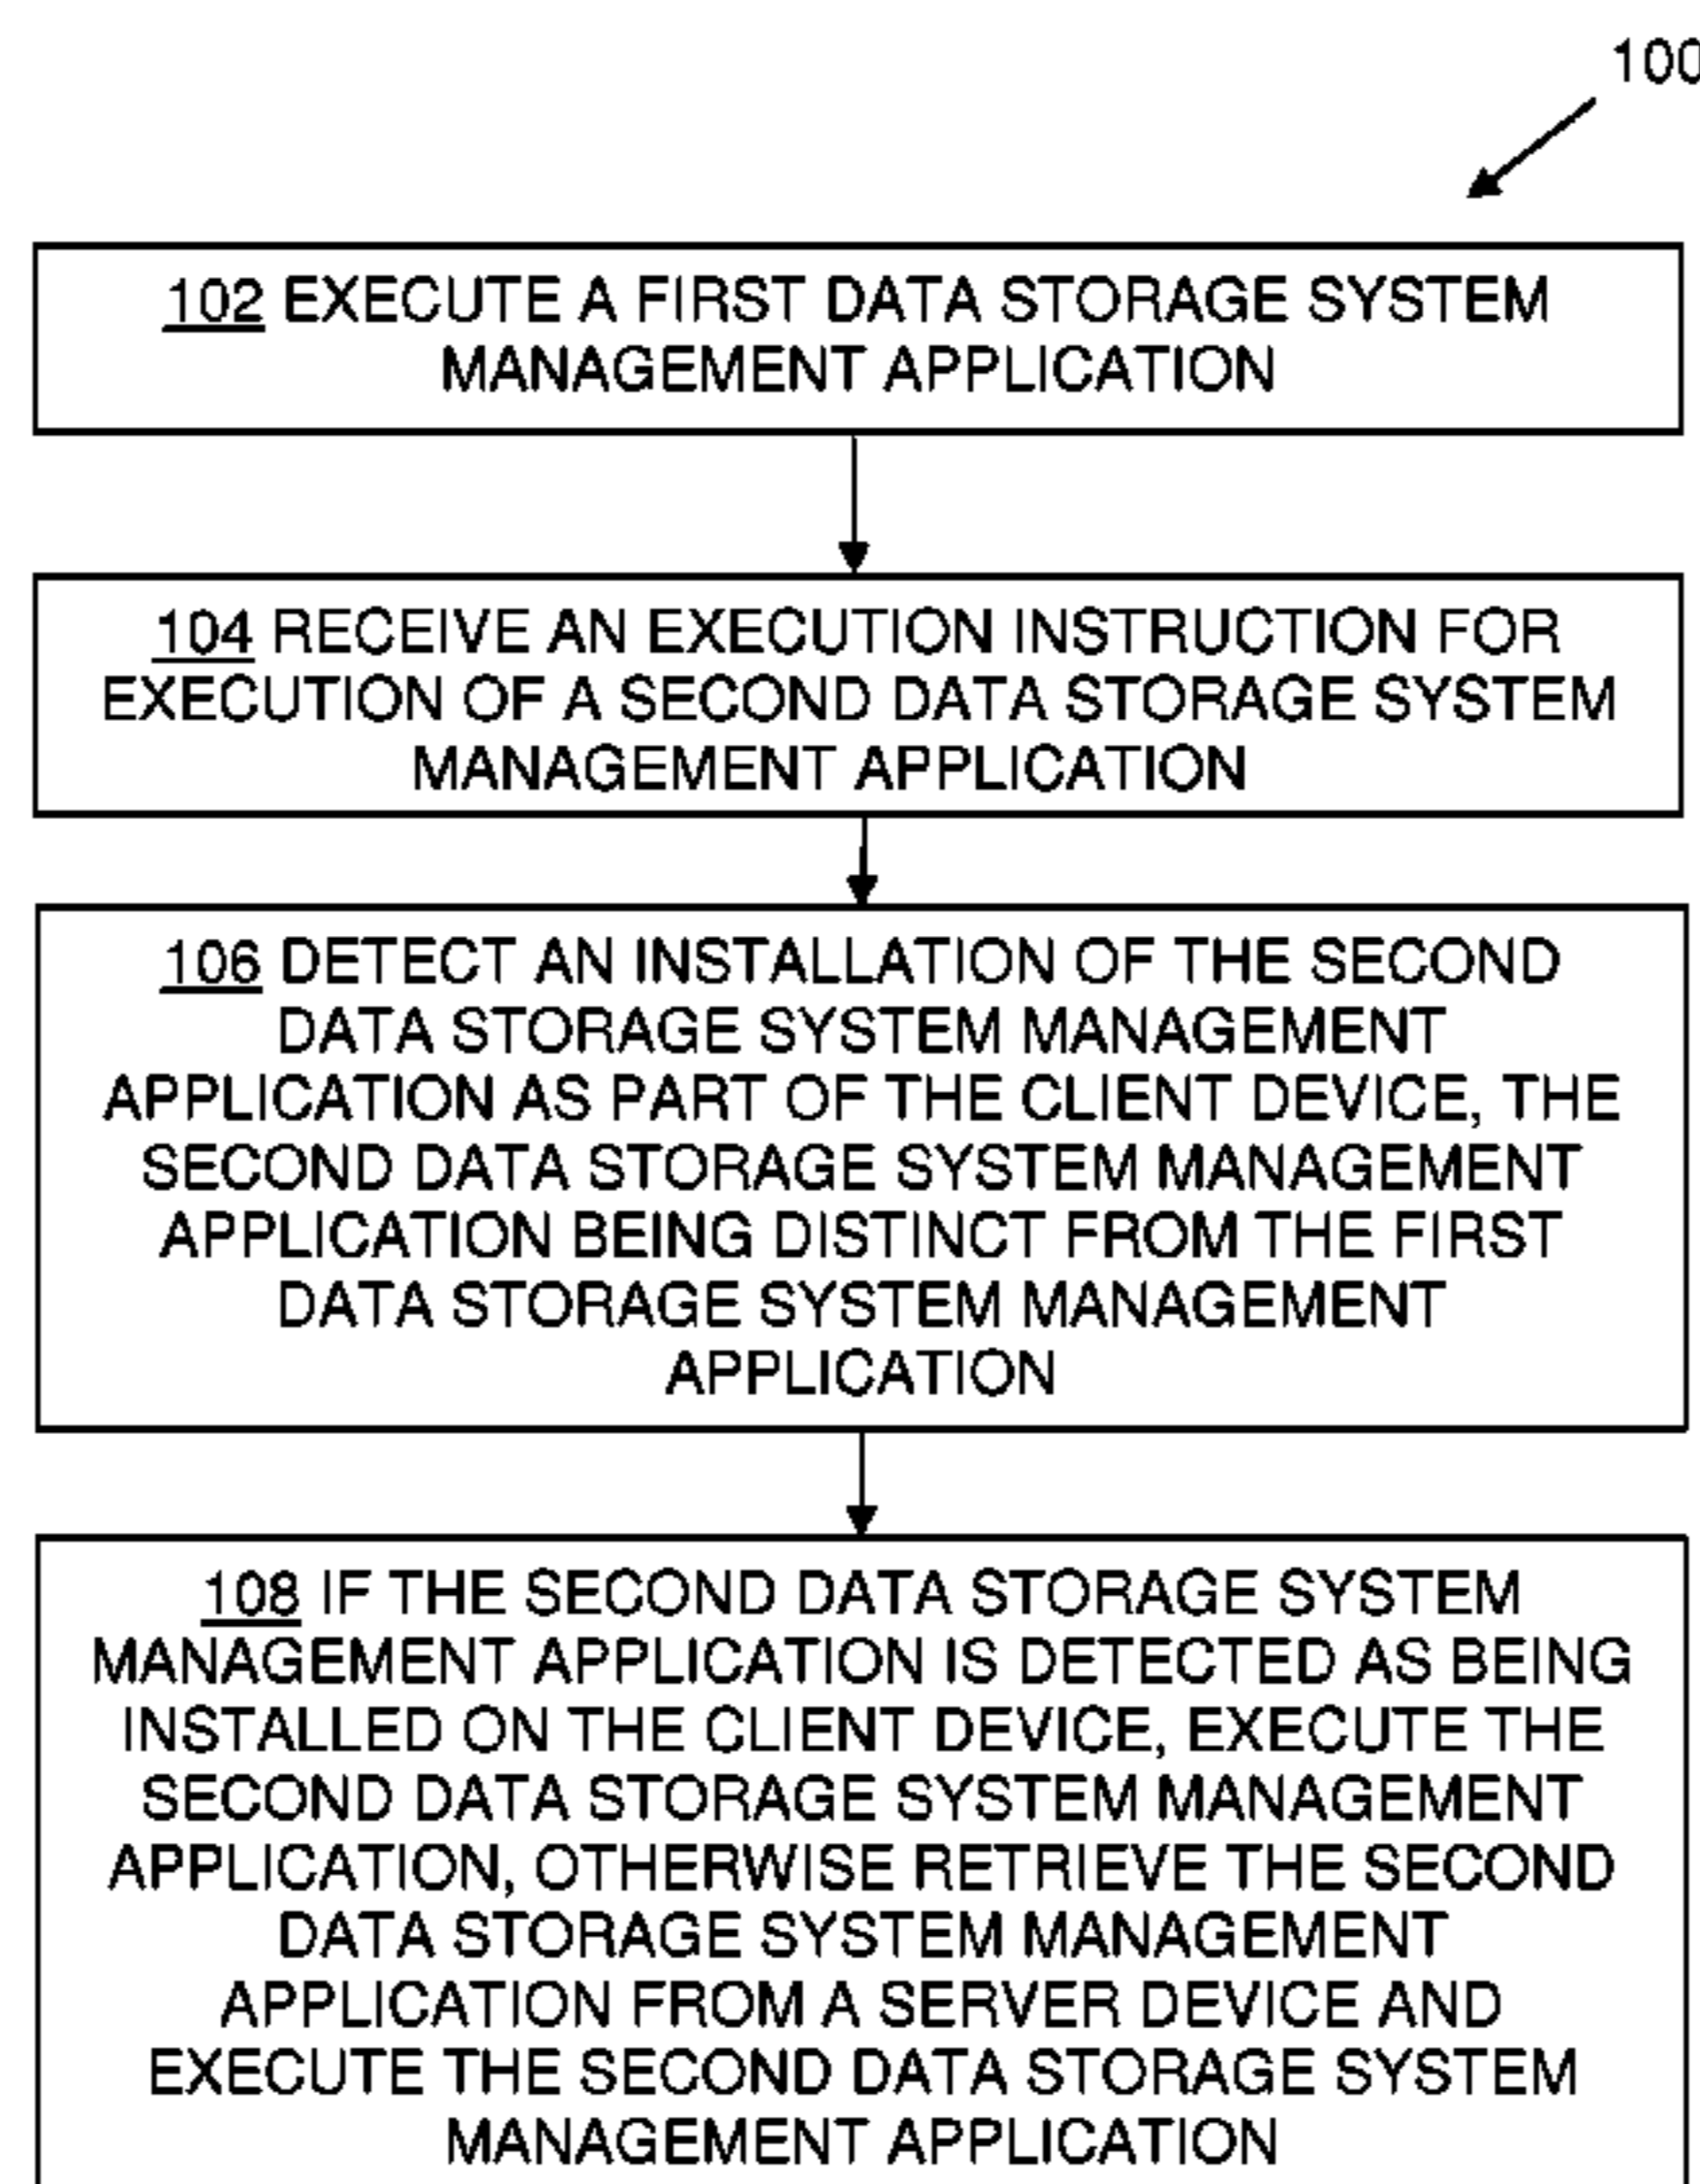 100
102 EXECUTE A FIRST DATA STORAGE SYSTEM
MANAGEMENT APPLICATION
104 RECEIVE AN EXECUTION INSTRUCTION FOR
EXECUTION OF A SECOND DATA STORAGE SYSTEM
MANAGEMENT APPLICATION
106 DETECT AN INSTALLATION OF THE SECOND
DATA STORAGE SYSTEM MANAGEMENT
APPLICATION AS PART OF THE CLIENT DEVICE, THE
SECOND DATA STORAGE SYSTEM MANAGEMENT
APPLICATION BEING DISTINCT FROM THE FIRST
DATA STORAGE SYSTEM MANAGEMENT
APPLICATION
108 IF THE SECOND DATA STORAGE SYSTEM
MANAGEMENT APPLICATION IS DETECTED AS BEING
INSTALLED ON THE CLIENT DEVICE, EXECUTE THE
SECOND DATA STORAGE SYSTEM MANAGEMENT
APPLICATION, OTHERWISE RETRIEVE THE SECOND
DATA STORAGE SYSTEM MANAGEMENT
APPLICATION FROM A SERVER DEVICE AND
EXECUTE THE SECOND DATA STORAGE SYSTEM
MANAGEMENT APPLICATION